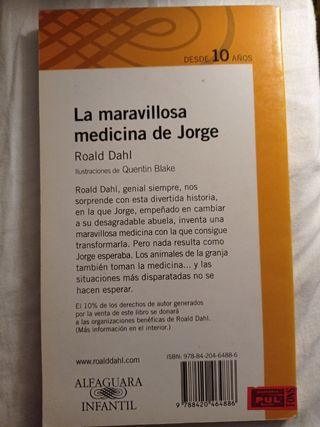 DESDE 10 AÑOS
La maravillosa
medicina de Jorge
Roald Dahl
Ilustraciones de Quentin Blake
Roald Dahl, genial siempre, nos
sorprende con esta divertida historia,
en la que Jorge, empeñado en cambiar
a su desagradable abuela, inventa una
maravillosa medicina con la que consigue
transformarla. Pero nada resulta como
Jorge esperaba. Los animales de la granja
también toman la medicina... y las
situaciones más disparatadas no se
hacen esperar.
El 10% de los derechos de autor generados
por la venta de este libro se donará
a las organizaciones benéficas de Roald Dahl.
(Más información en el interior.)
www.roalddahl.com
ISBN: 978-84-204-6488-6
ALFAGUARA
INFANTIL
9 788420 464886
PUL